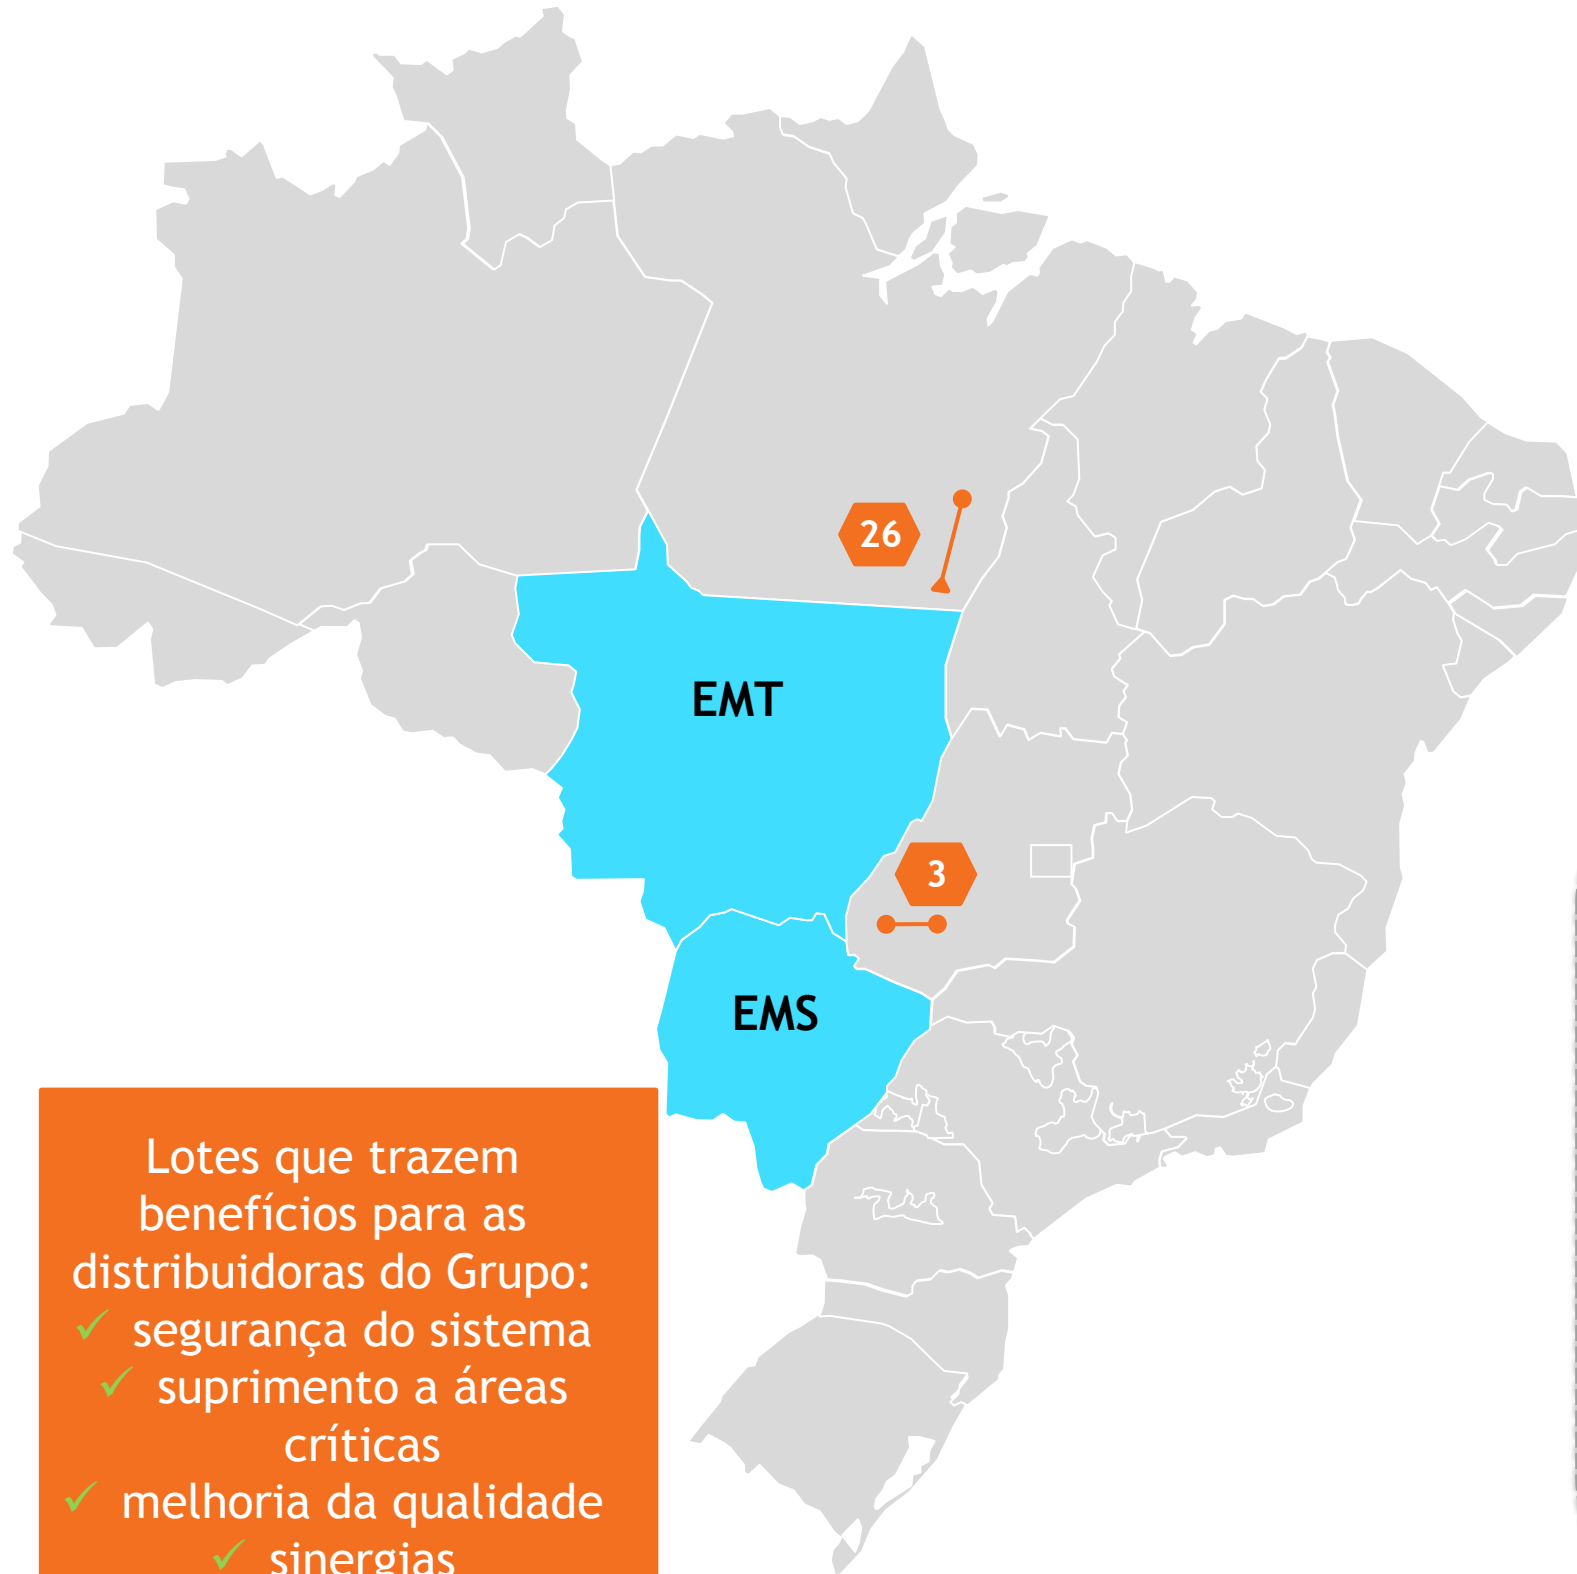 26
EMT
3
EMS
Lotes que trazem
benefícios para as
distribuidoras do Grupo:
✓ segurança do sistema
✓ suprimento a áreas
críticas
✓ melhoria da qualidade
✓ sinergias